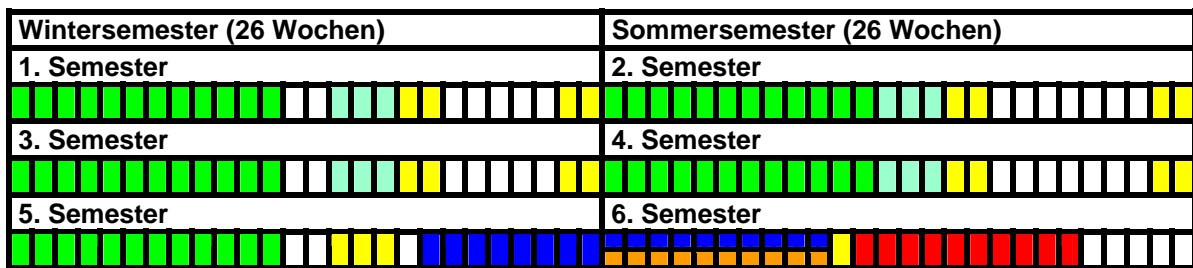 Wintersemester (26 Wochen) Sommersemester (26 Wochen)
1. Semester 2. Semester
3. Semester 4. Semester
5. Semester 6. Semester